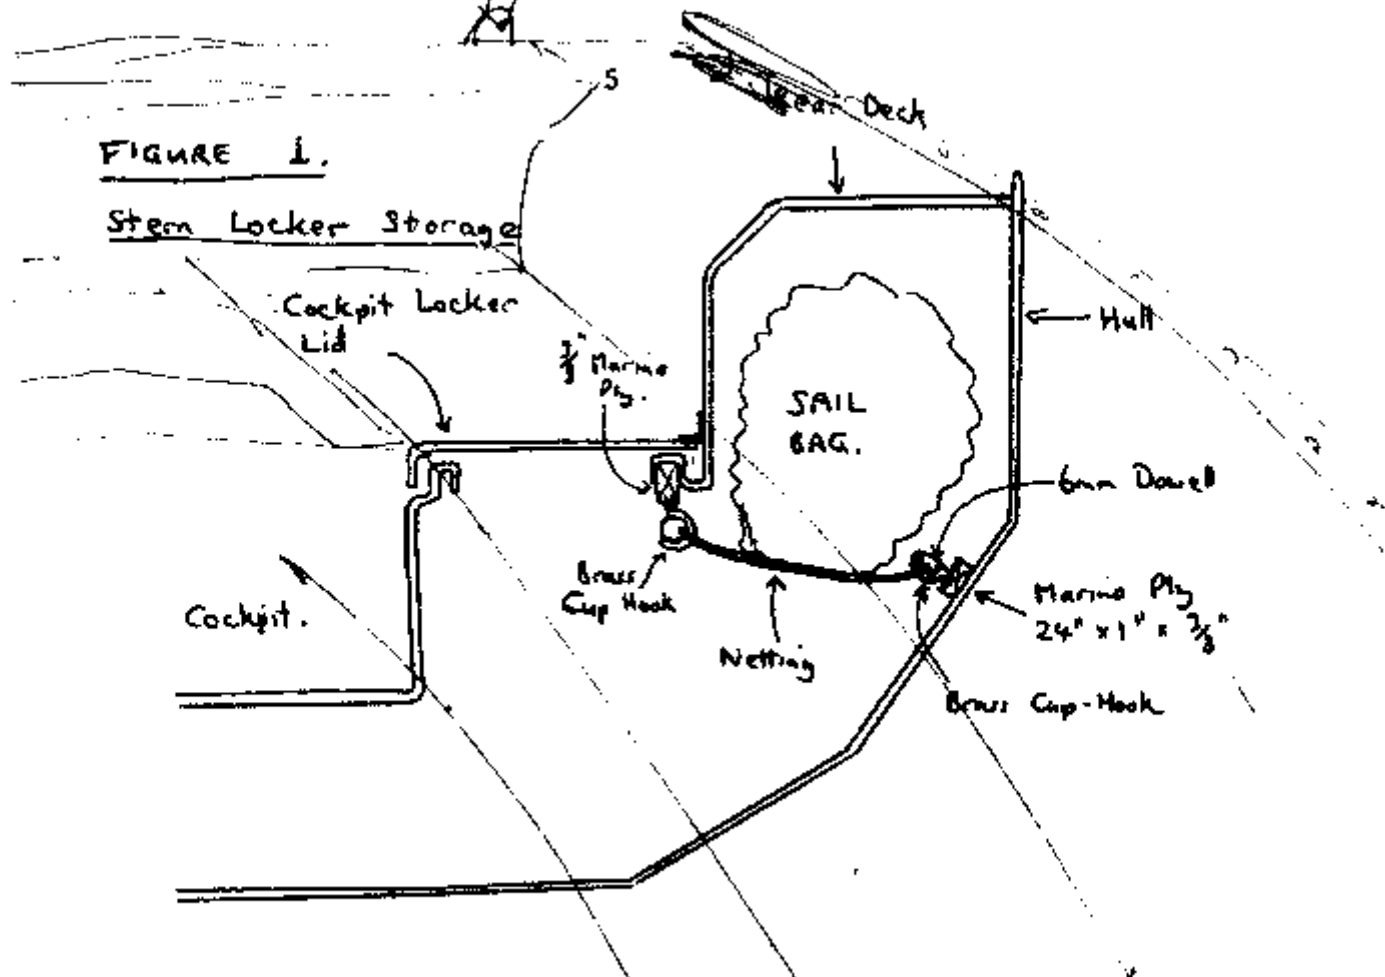 5
Rear Deck
FIGURE 1.
Stern Locker Storage
Cockpit Locker
Lid
Hull
Marine
Ply.
SAIL
BAG.
6mm Dowell
Brass
Cup Hook
Marine Ply
24" x 1" x
Cockpit.
Netting
Brass Cup-Hook